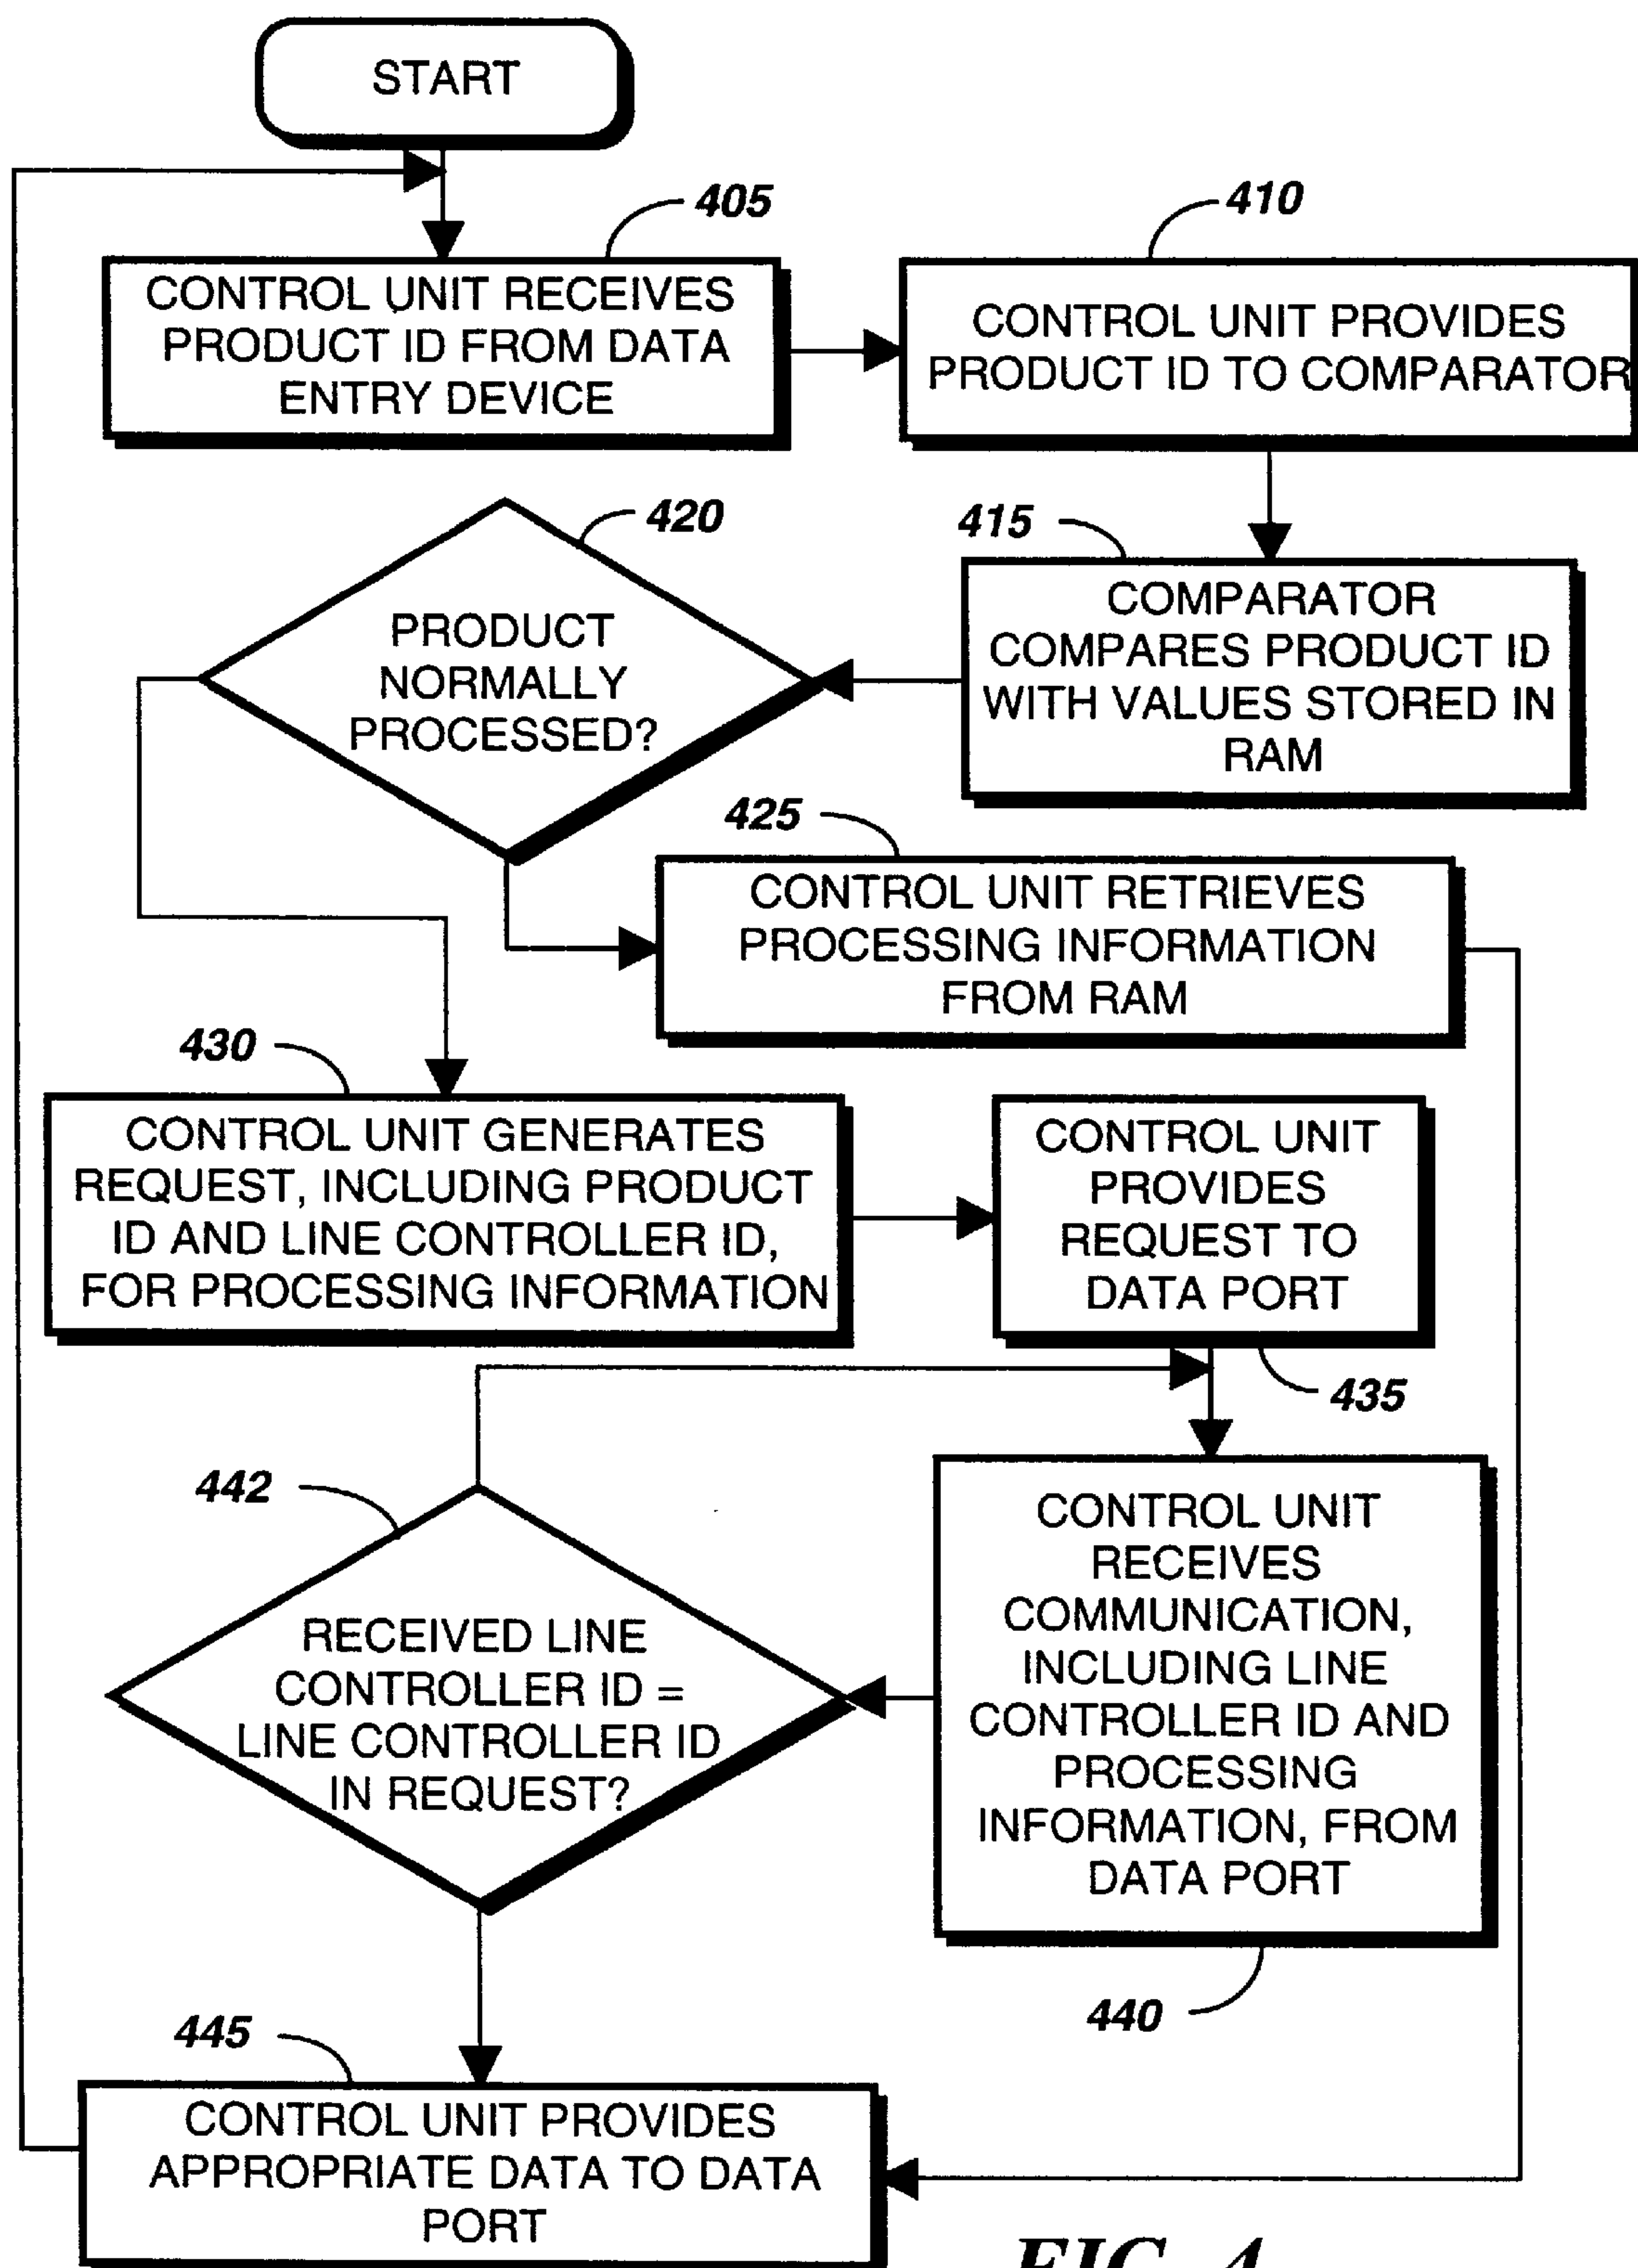 START
405
CONTROL UNIT RECEIVES
PRODUCT ID FROM DATA
ENTRY DEVICE
410
CONTROL UNIT PROVIDES
PRODUCT ID TO COMPARATOR
415
COMPARATOR
COMPARES PRODUCT ID
WITH VALUES STORED IN
RAM
420
PRODUCT
NORMALLY
PROCESSED?
425
CONTROL UNIT RETRIEVES
PROCESSING INFORMATION
FROM RAM
430
CONTROL UNIT GENERATES
REQUEST, INCLUDING PRODUCT
ID AND LINE CONTROLLER ID,
FOR PROCESSING INFORMATION
CONTROL UNIT
PROVIDES
REQUEST TO
DATA PORT
435
CONTROL UNIT
RECEIVES
COMMUNICATION,
INCLUDING LINE
CONTROLLER ID AND
PROCESSING
INFORMATION, FROM
DATA PORT
440
442
RECEIVED LINE
CONTROLLER ID =
LINE CONTROLLER ID
IN REQUEST?
445
CONTROL UNIT PROVIDES
APPROPRIATE DATA TO DATA
PORT
FIG. 4